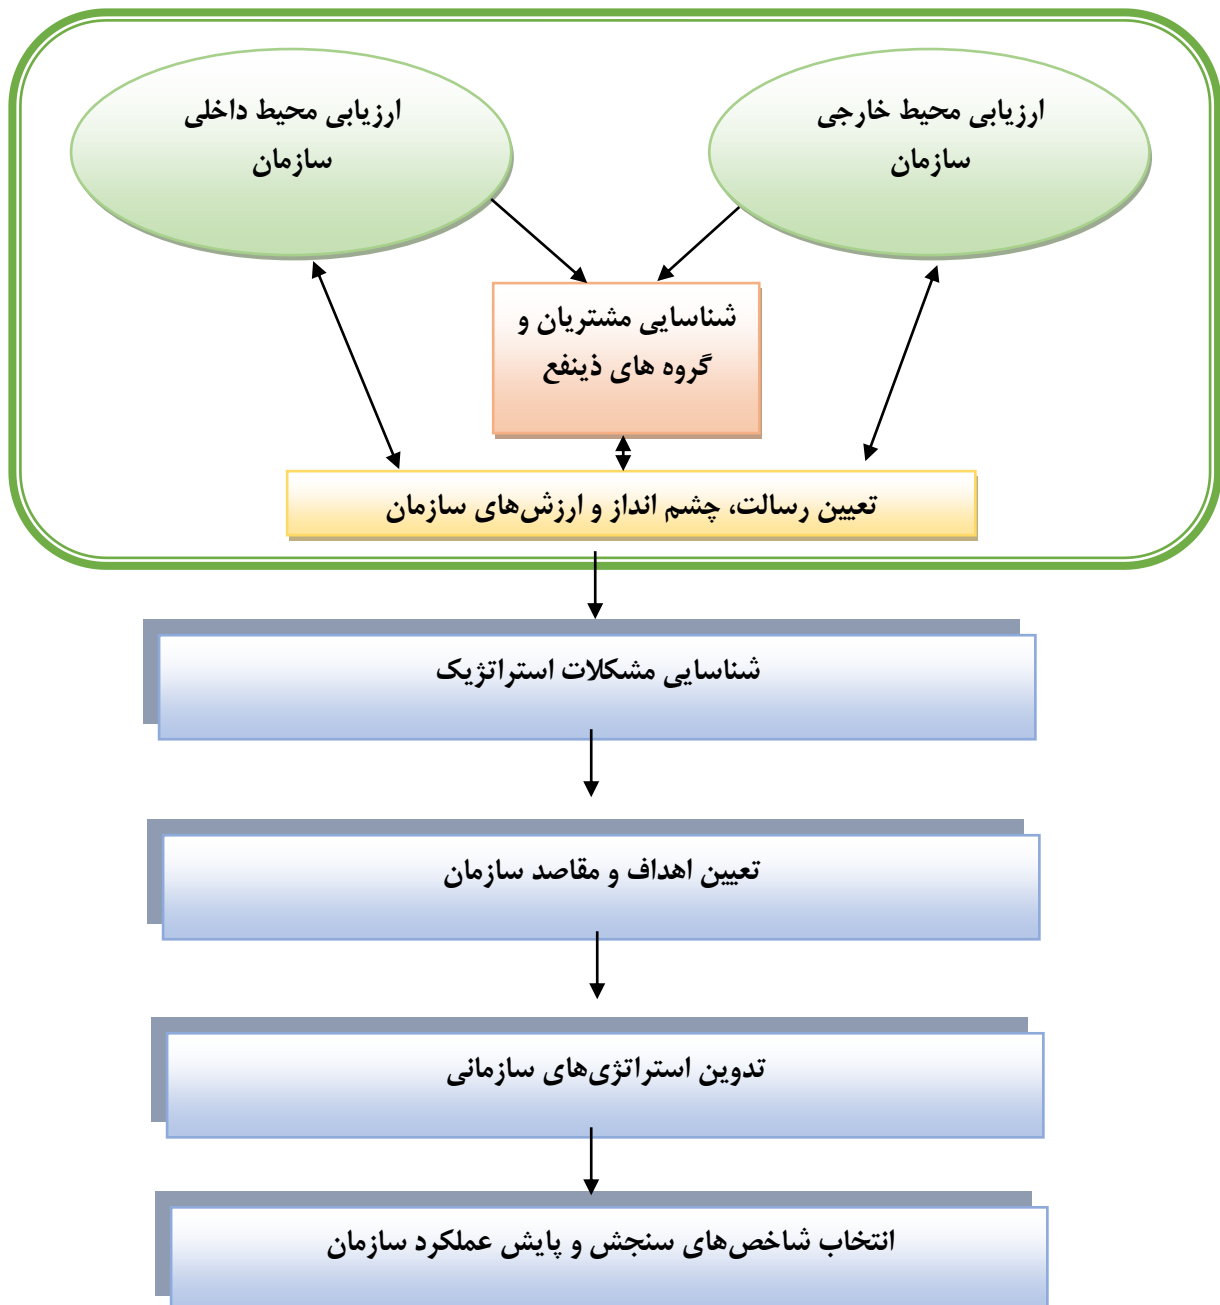 ارزیابی محیط خارجی
سازمان
ارزیابی محیط داخلی
سازمان
شناسایی مشتریان و
گروه های ذینفع
تعیین رسالت، چشم انداز و ارزش‌های سازمان
شناسایی مشکلات استراتژیک
تعیین اهداف و مقاصد سازمان
تدوین استراتژی‌های سازمانی
انتخاب شاخص‌های سنجش و پایش عملکرد سازمان